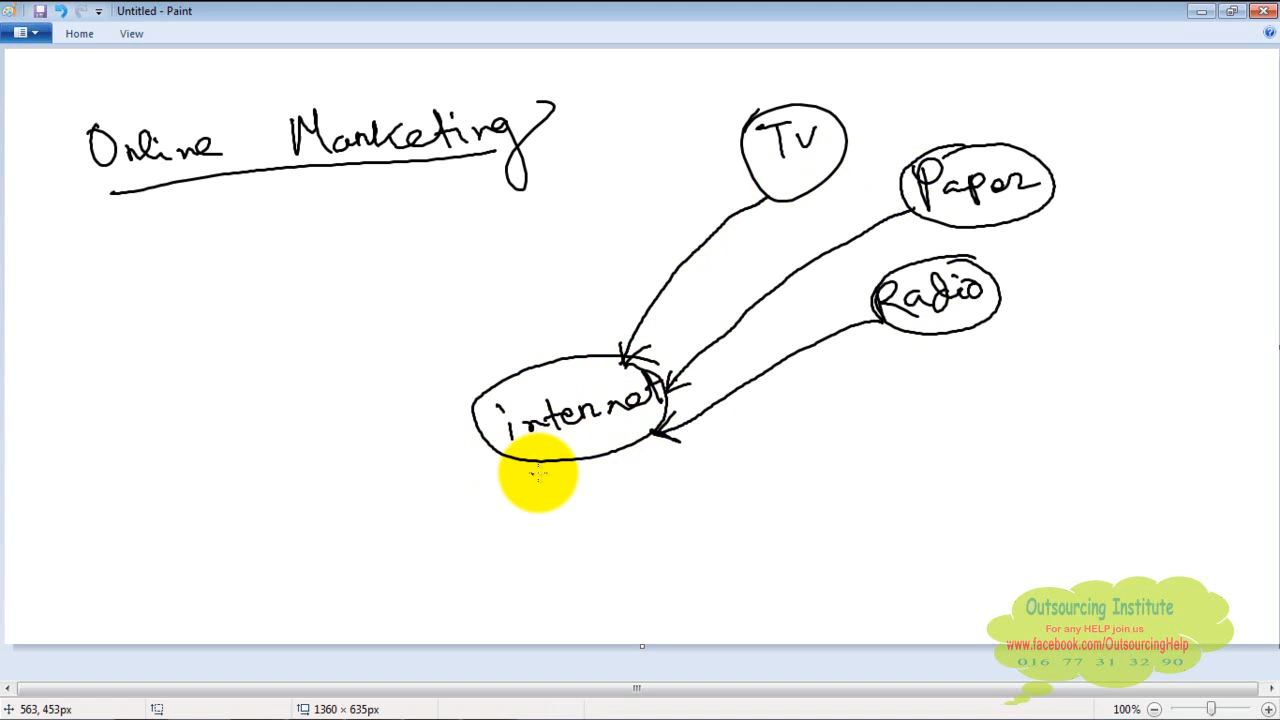 Untitled - Paint
Home View
Online Marketing
TV
Paper
Radio
internet
Outsourcing Institute
For any HELP join us
www.facebook.com/OutsourcingHelp
016 77 31 32 90
563, 453px
1360 × 635px
100%